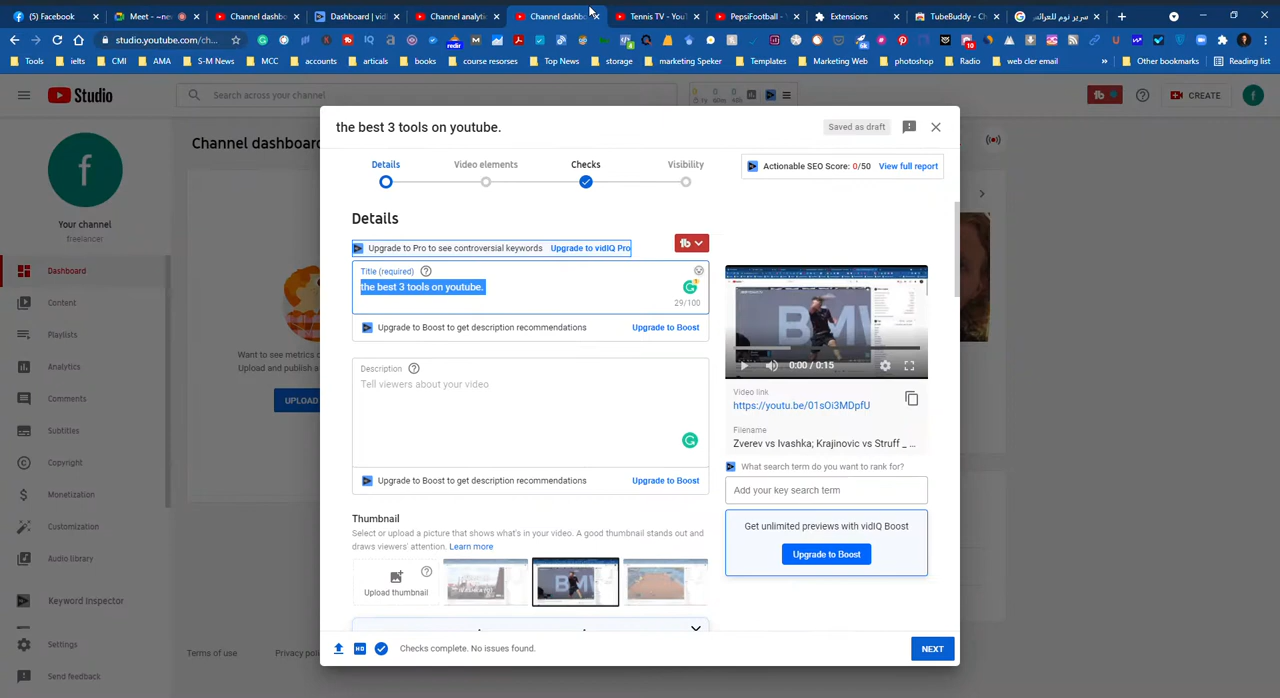 (5) Facebook
Meet - ~ne
Channel dashbo
Dashboard | vid
Channel analytic
Channel dashbo
Tennis TV - You
PepsiFootball - Y
Extensions
TubeBuddy - Ch
سرير نوم للعرائس
studio.youtube.com/ch...
Tools
ielts
CMI
AMA
S-M News
MCC
accounts
articals
books
course resorses
Top News
storage
marketing Speker
Templates
Marketing Web
photoshop
Radio
web cler email
»
Other bookmarks
Reading list
Studio
Search across your channel
CREATE
f
Channel dashboard
f
Your channel
freelancer
Dashboard
Content
Playlists
Analytics
Comments
Subtitles
Copyright
Monetization
Customization
Audio library
Keyword Inspector
Settings
Send feedback
Want to see metrics o
Upload and publish a
UPLOAD
Terms of use
Privacy poli
the best 3 tools on youtube.
Saved as draft
Details
Video elements
Checks
Visibility
Actionable SEO Score: 0/50
View full report
Details
Upgrade to Pro to see controversial keywords
Upgrade to vidIQ Pro
tb
Title (required)
the best 3 tools on youtube.
29/100
Upgrade to Boost to get description recommendations
Upgrade to Boost
Description
Tell viewers about your video
Upgrade to Boost to get description recommendations
Upgrade to Boost
Thumbnail
Select or upload a picture that shows what's in your video. A good thumbnail stands out and
draws viewers' attention. Learn more
Upload thumbnail
BMW
0:00 / 0:15
Video link
https://youtu.be/01sOi3MDpfU
Filename
Zverev vs Ivashka; Krajinovic vs Struff _ ...
What search term do you want to rank for?
Add your key search term
Get unlimited previews with vidIQ Boost
Upgrade to Boost
HD
Checks complete. No issues found.
NEXT